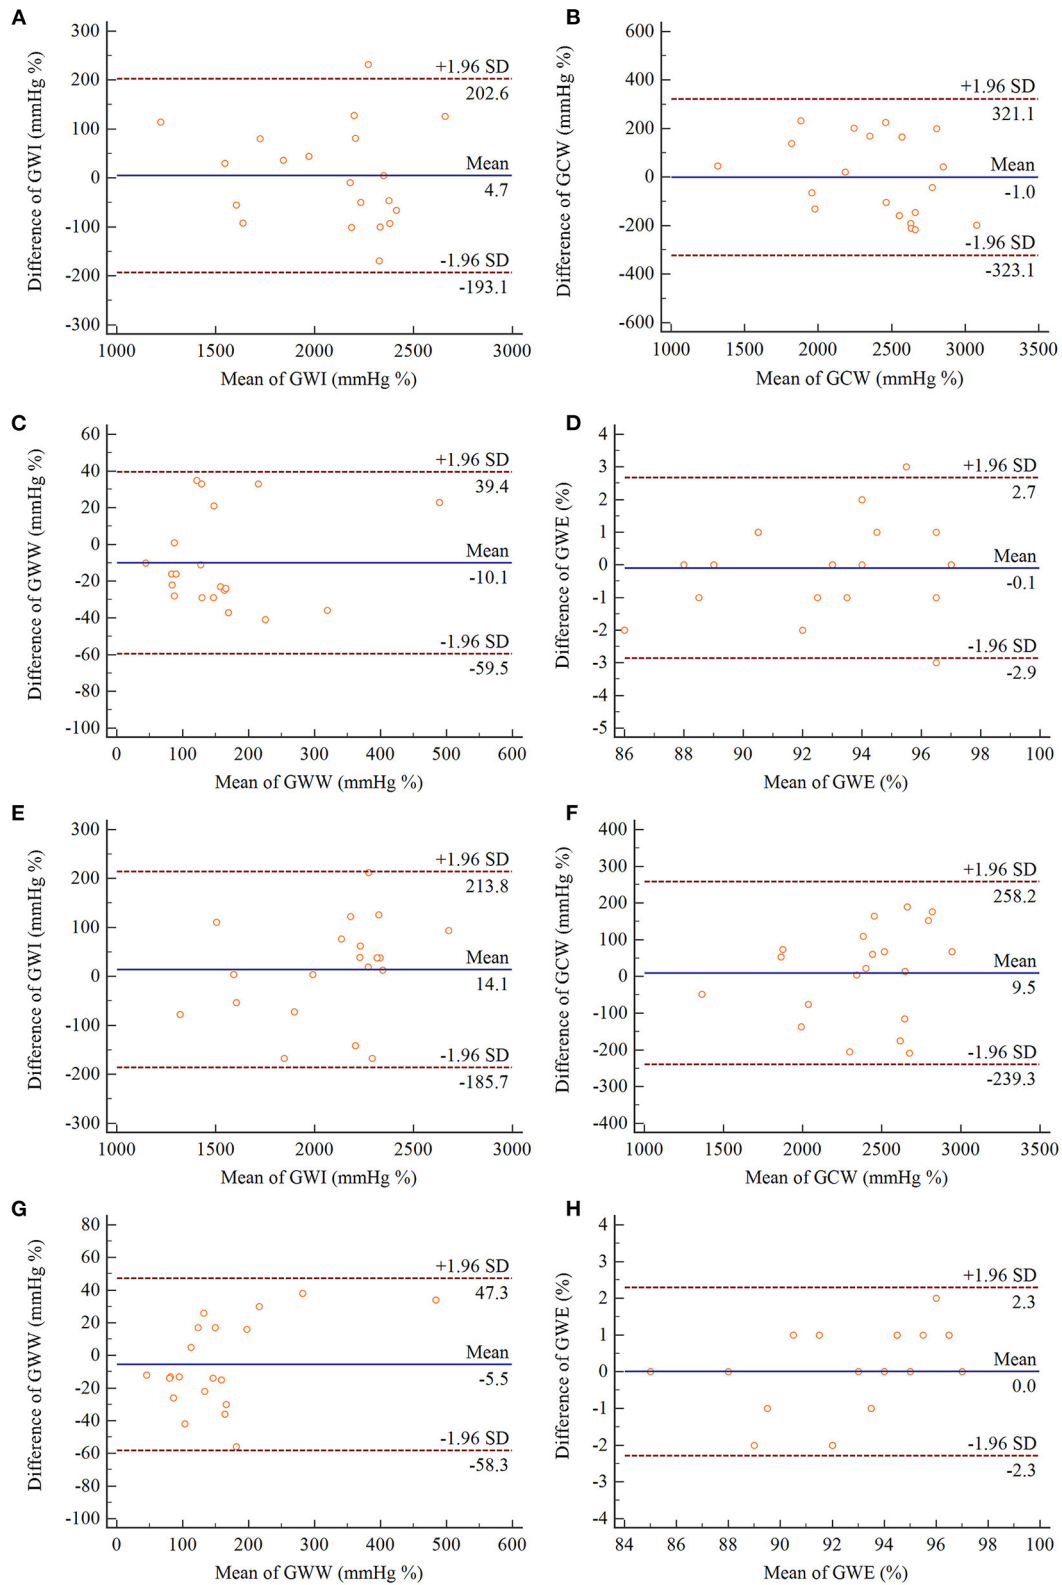 A
300
200
100
0
-100
-200
-300
Difference of GWI (mmHg %)
+1.96 SD
202.6
Mean
4.7
-1.96 SD
-193.1
1000 1500 2000 2500 3000
Mean of GWI (mmHg %)
B
600
400
200
0
-200
-400
-600
Difference of GCW (mmHg %)
+1.96 SD
321.1
Mean
-1.0
-1.96 SD
-323.1
1000 1500 2000 2500 3000 3500
Mean of GCW (mmHg %)
C
60
40
20
0
-20
-40
-60
-80
-100
Difference of GWW (mmHg %)
+1.96 SD
39.4
Mean
-10.1
-1.96 SD
-59.5
0 100 200 300 400 500 600
Mean of GWW (mmHg %)
D
4
3
2
1
0
-1
-2
-3
-4
-5
Difference of GWE (%)
+1.96 SD
2.7
Mean
-0.1
-1.96 SD
-2.9
86 88 90 92 94 96 98 100
Mean of GWE (%)
E
300
200
100
0
-100
-200
-300
Difference of GWI (mmHg %)
+1.96 SD
213.8
Mean
14.1
-1.96 SD
-185.7
1000 1500 2000 2500 3000
Mean of GWI (mmHg %)
F
400
300
200
100
0
-100
-200
-300
-400
Difference of GCW (mmHg %)
+1.96 SD
258.2
Mean
9.5
-1.96 SD
-239.3
1000 1500 2000 2500 3000 3500
Mean of GCW (mmHg %)
G
80
60
40
20
0
-20
-40
-60
-80
-100
Difference of GWW (mmHg %)
+1.96 SD
47.3
Mean
-5.5
-1.96 SD
-58.3
0 100 200 300 400 500 600
Mean of GWW (mmHg %)
H
4
3
2
1
0
-1
-2
-3
-4
Difference of GWE (%)
+1.96 SD
2.3
Mean
0.0
-1.96 SD
-2.3
84 86 88 90 92 94 96 98 100
Mean of GWE (%)